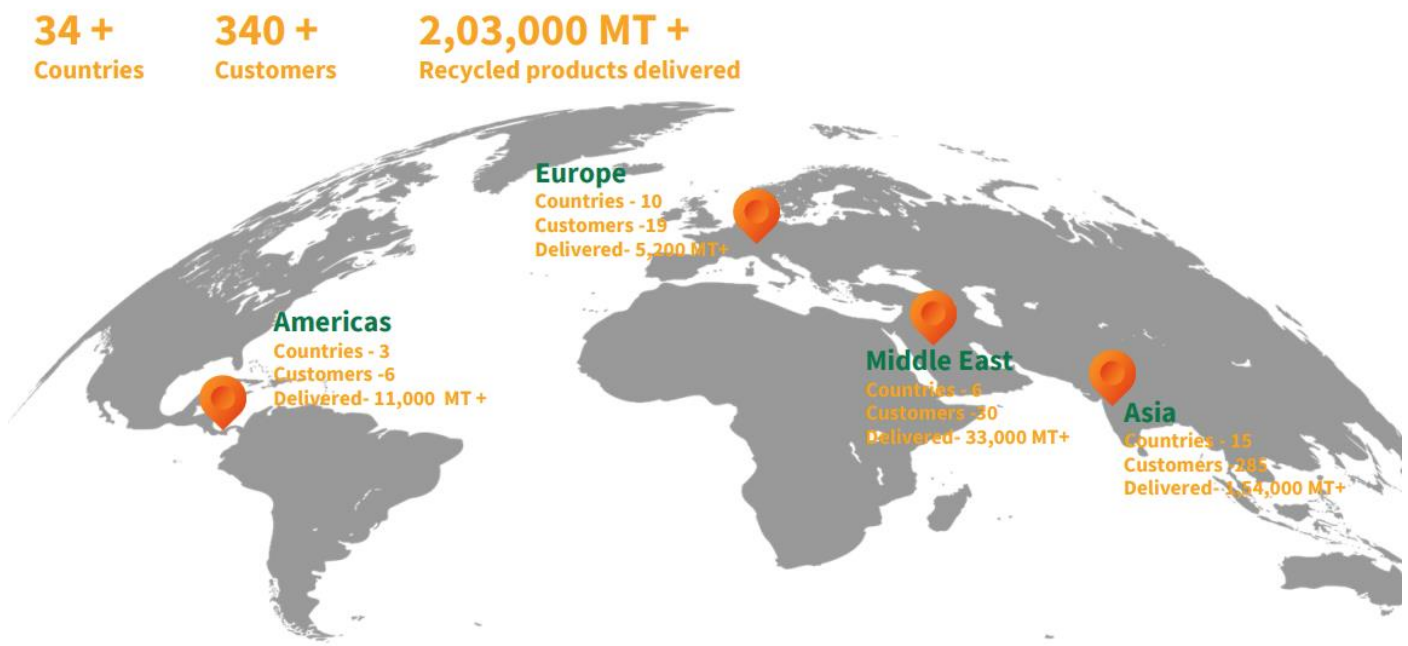 34 +
Countries
340 +
Customers
2,03,000 MT +
Recycled products delivered
Europe
Countries - 10
Customers -19
Delivered- 5,200 MT+
Americas
Countries - 3
Customers -6
Delivered- 11,000 MT +
Middle East
Countries - 6
Customers -30
Delivered- 33,000 MT+
Asia
Countries - 15
Customers -285
Delivered- 1,54,000 MT+